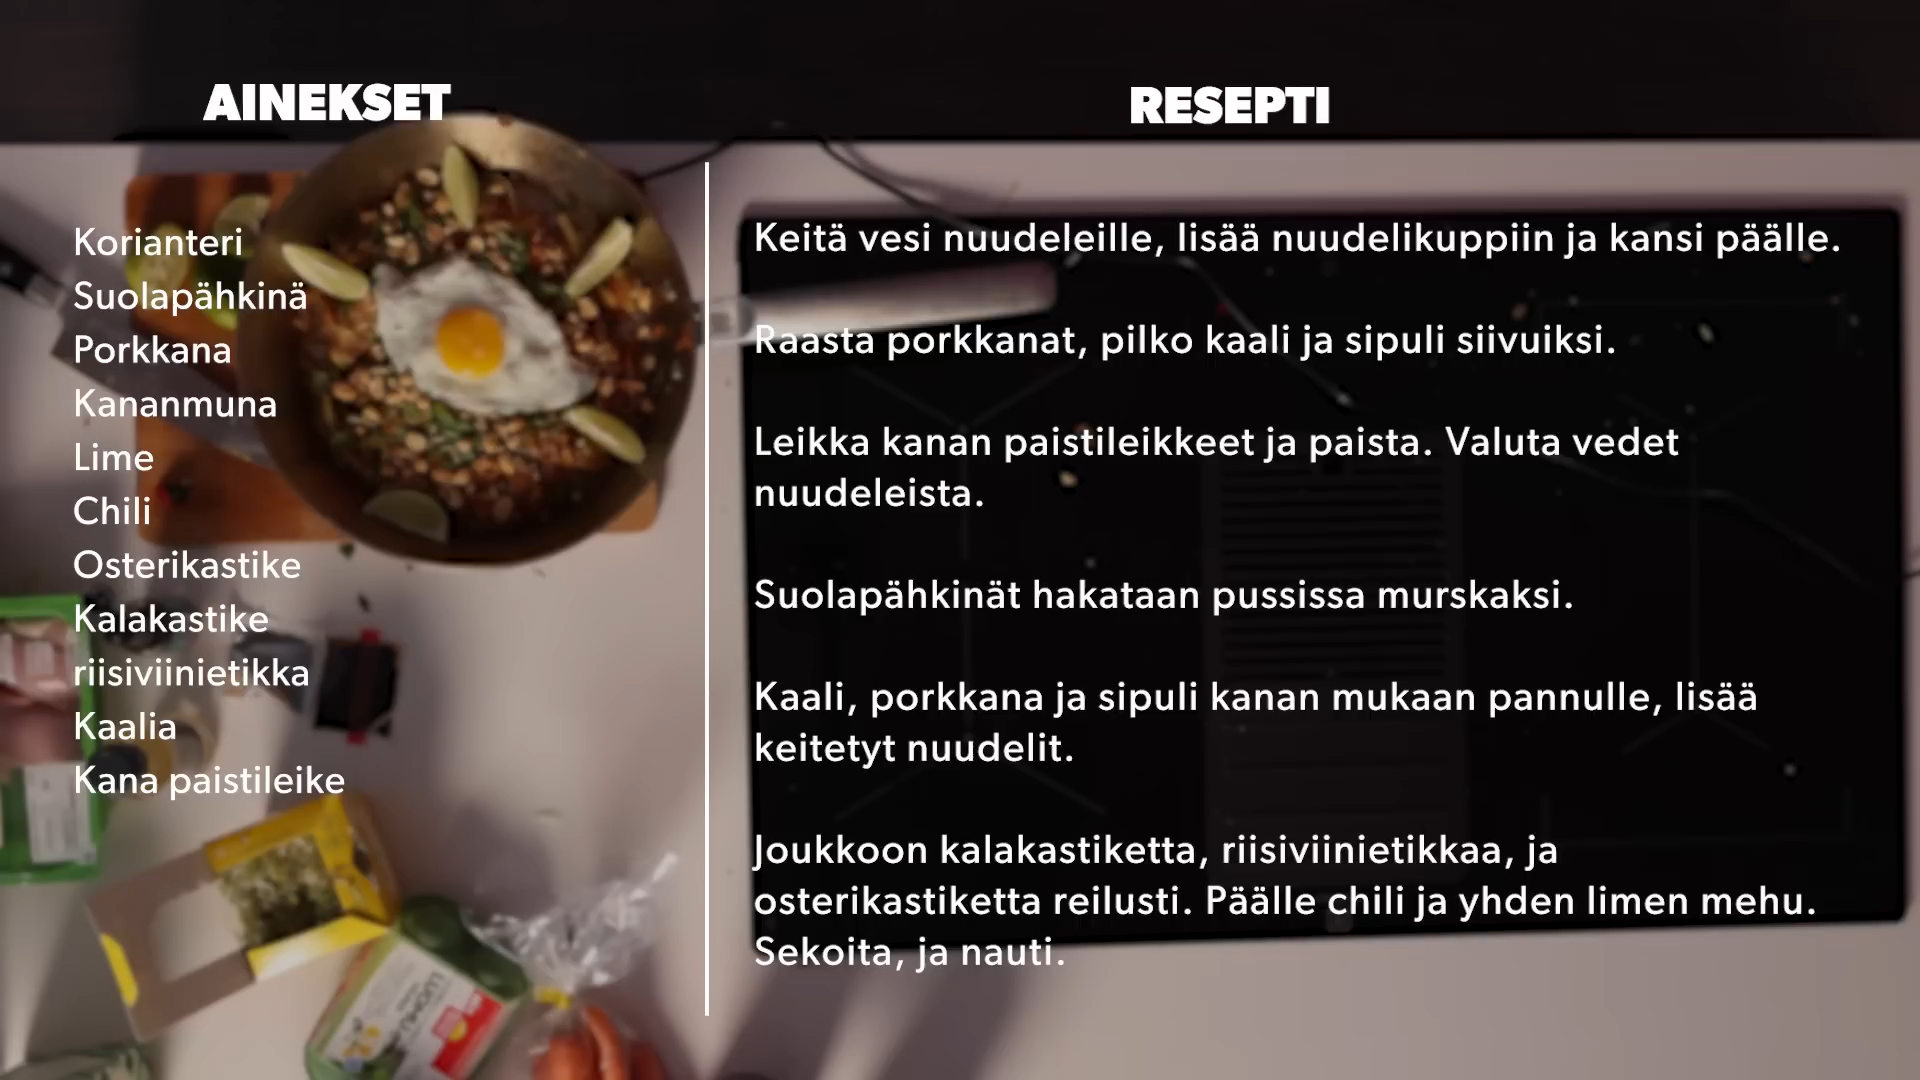 AINEKSET
Korianteri
Suolapähkinä
Porkkana
Kananmuna
Lime
Chili
Osterikastike
Kalakastike
riisiviinietikka
Kaalia
Kana paistileike
RESEPTI
Keitä vesi nuudeleille, lisää nuudelikuppiin ja kansi päälle.
Raasta porkkanat, pilko kaali ja sipuli siivuiksi.
Leikka kanan paistileikkeet ja paista. Valuta vedet
nuudeleista.
Suolapähkinät hakataan pussissa murskaksi.
Kaali, porkkana ja sipuli kanan mukaan pannulle, lisää
keitetyt nuudelit.
Joukkoon kalakastiketta, riisiviinietikkaa, ja
osterikastiketta reilusti. Päälle chili ja yhden limen mehu.
Sekoita, ja nauti.